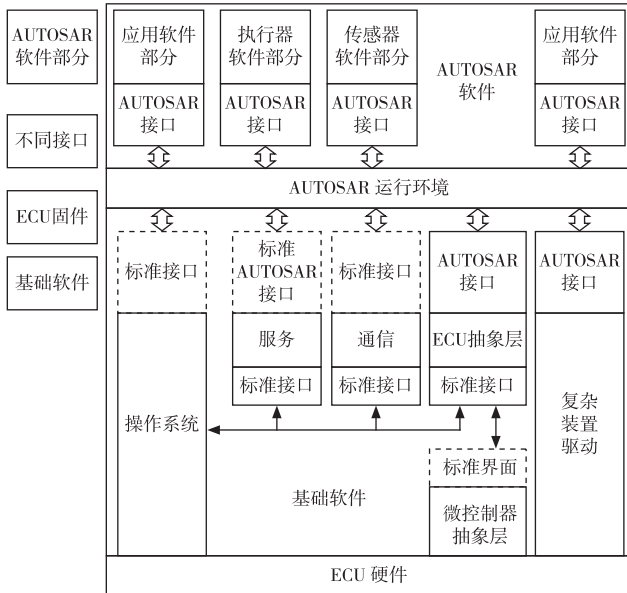 AUTOSAR
软件部分
不同接口
ECU固件
基础软件
应用软件
部分
执行器
软件部分
传感器
软件部分
AUTOSAR
软件
应用软件
部分
AUTOSAR
接口
AUTOSAR
接口
AUTOSAR
接口
AUTOSAR
接口
AUTOSAR 运行环境
标准接口
标准
AUTOSAR
接口
标准接口
AUTOSAR
接口
AUTOSAR
接口
服务
通信
ECU抽象层
标准接口
标准接口
标准接口
操作系统
复杂
装置
驱动
标准界面
基础软件
微控制器
抽象层
ECU 硬件